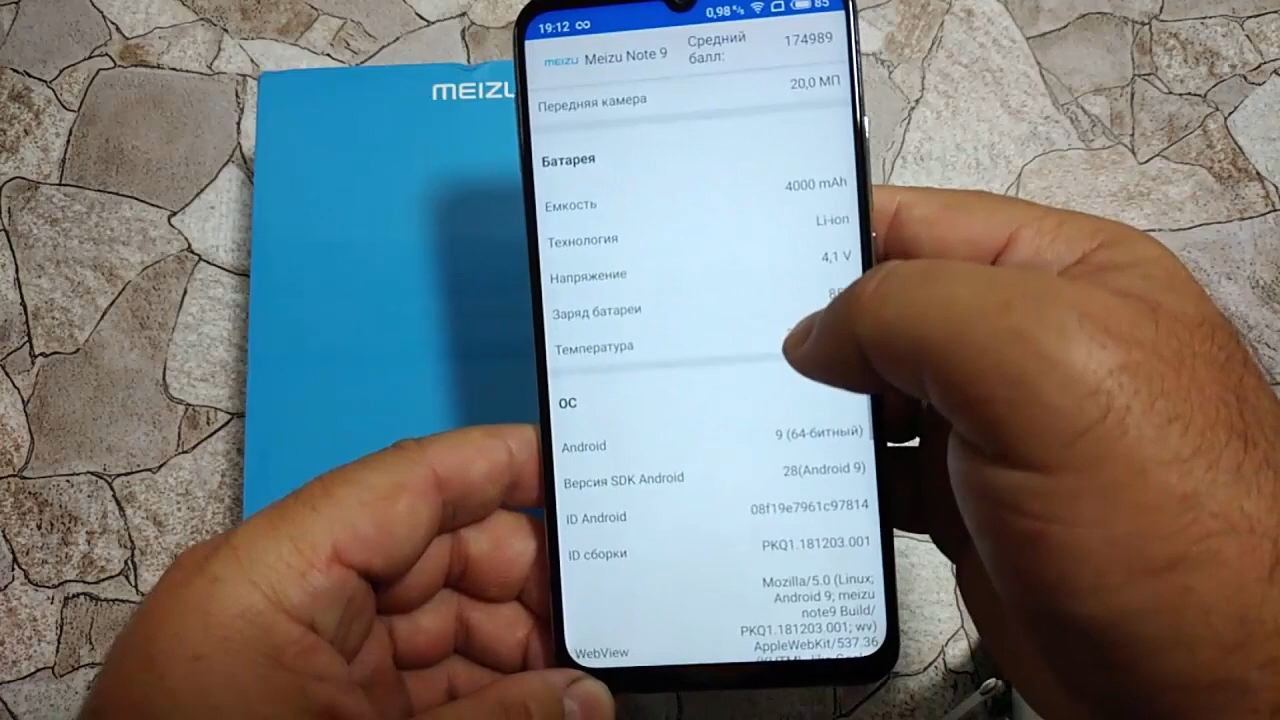 MEIZU
19:12
0,98 K/s
85
MEIZU Meizu Note 9 Средний балл: 174989
Передняя камера 20,0 МП
Батарея
Емкость 4000 mAh
Технология Li-ion
Напряжение 4,1 V
Заряд батареи
Температура
ОС
Android 9 (64-битный)
Версия SDK Android 28(Android 9)
ID Android 08f19e7961c97814
ID сборки PKQ1.181203.001
Mozilla/5.0 (Linux;
Android 9; meizu
note9 Build/
PKQ1.181203.001; wv)
WebView AppleWebKit/537.36